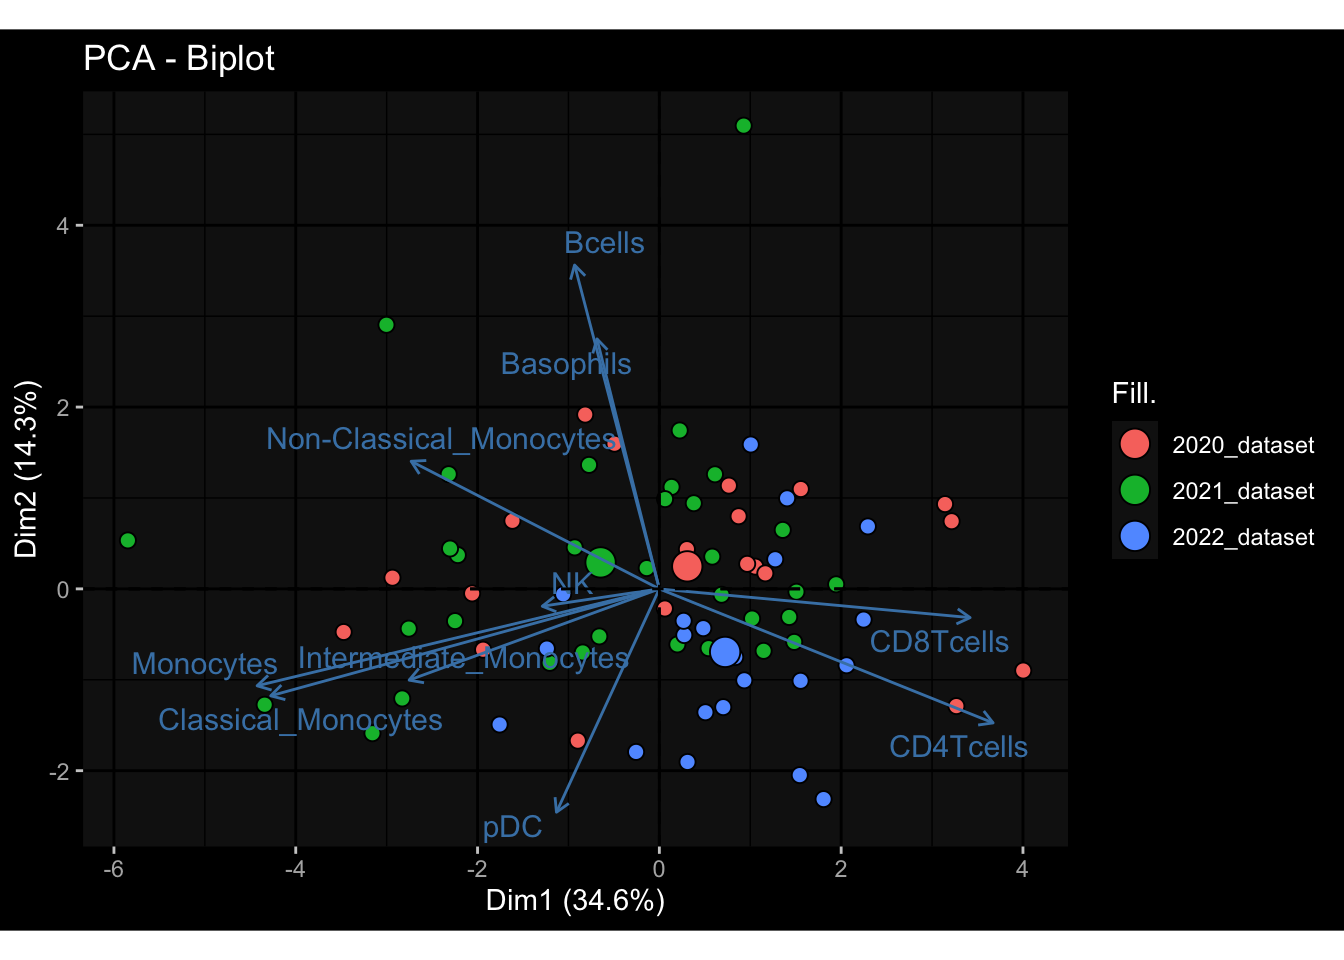 PCA - Biplot
Dim2 (14.3%)
4
2
0
-2
Bcells
Basophils
Non-Classical_Monocytes
NK
CD8Tcells
Monocytes
Intermediate_Monocytes
Classical_Monocytes
CD4Tcells
pDC
-6 -4 -2 0 2 4
Dim1 (34.6%)
Fill.
2020_dataset
2021_dataset
2022_dataset